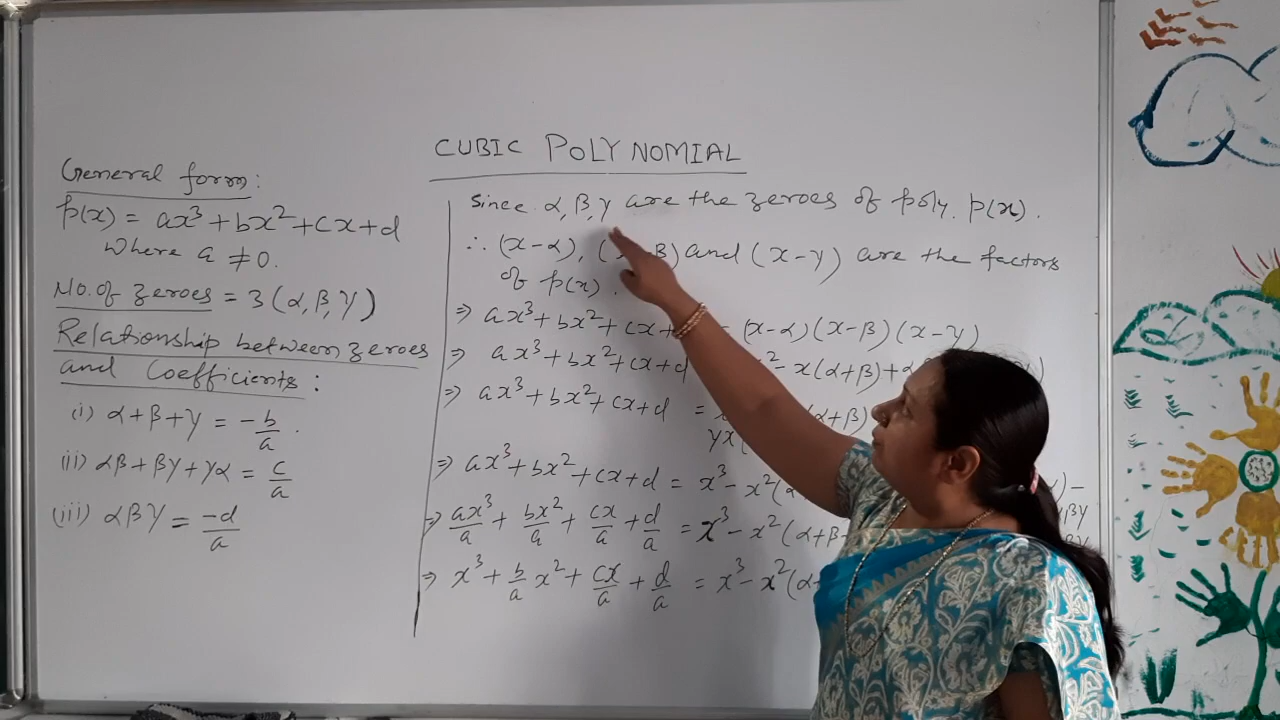 CUBIC POLYNOMIAL
General form:
p(x) = ax³ + bx² + cx + d
Where a ≠ 0.
No. of zeroes = 3 (α, β, γ)
Relationship between zeroes
and Coefficients:
(i) α + β + γ = -b/a.
(ii) αβ + βγ + γα = c/a
(iii) αβγ = -d/a
Since α, β, γ are the zeroes of poly. p(x).
∴ (x-α), ( β) and (x-γ) are the factors
of p(x).
⇒ ax³ + bx² + cx + (x-α)(x-β)(x-γ)
⇒ ax³ + bx² + cx + d ² - x(α+β) +
⇒ ax³ + bx² + cx + d = (α+β)
γx(
⇒ ax³ + bx² + cx + d = x³ - x²(α -
⇒ ax³/a + bx²/a + cx/a + d/a = x³ - x²(α+β βγ
⇒ x³ + b/a x² + cx/a + d/a = x³ - x²(α